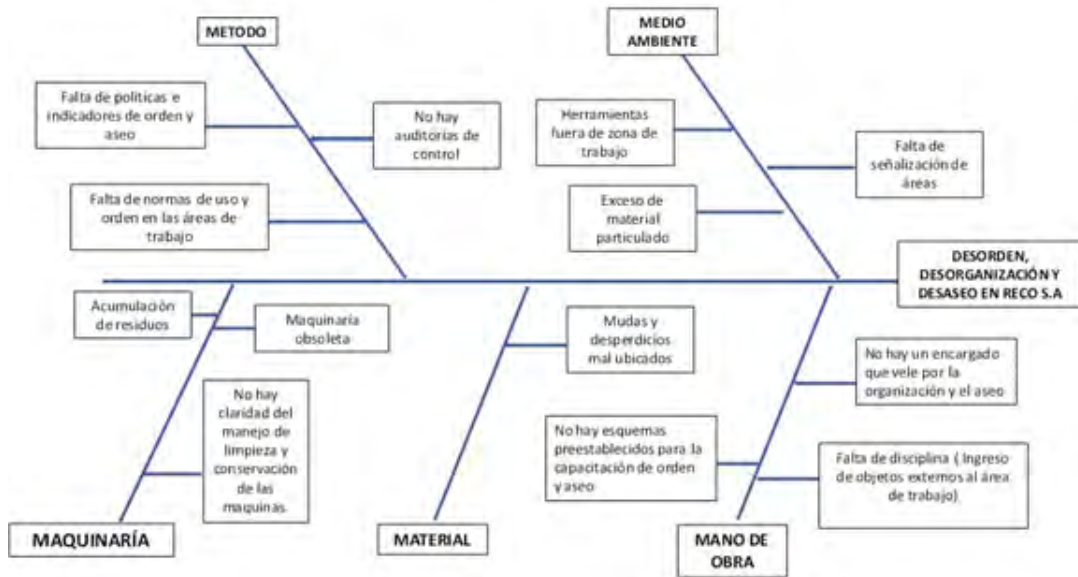 METODO
MEDIO
AMBIENTE
Falta de políticas e
indicadores de orden y
aseo
No hay
auditorias de
control
Herramientas
fuera de zona de
trabajo
Falta de
señalización de
áreas
Falta de normas de uso y
orden en las áreas de
trabajo
Exceso de
material
particulado
DESORDEN,
DESORGANIZACIÓN Y
DESASEO EN RECO S.A
Acumulación
de residuos
Maquinaría
obsoleta
Mudas y
desperdicios
mal ubicados
No hay un encargado
que vele por la
organización y el aseo
No hay
claridad del
manejo de
limpieza y
conservación
de las
maquinas
No hay esquemas
preestablecidos para la
capacitación de orden
y aseo
Falta de disciplina ( Ingreso
de objetos externos al área
de trabajo)
MAQUINARÍA
MATERIAL
MANO DE
OBRA